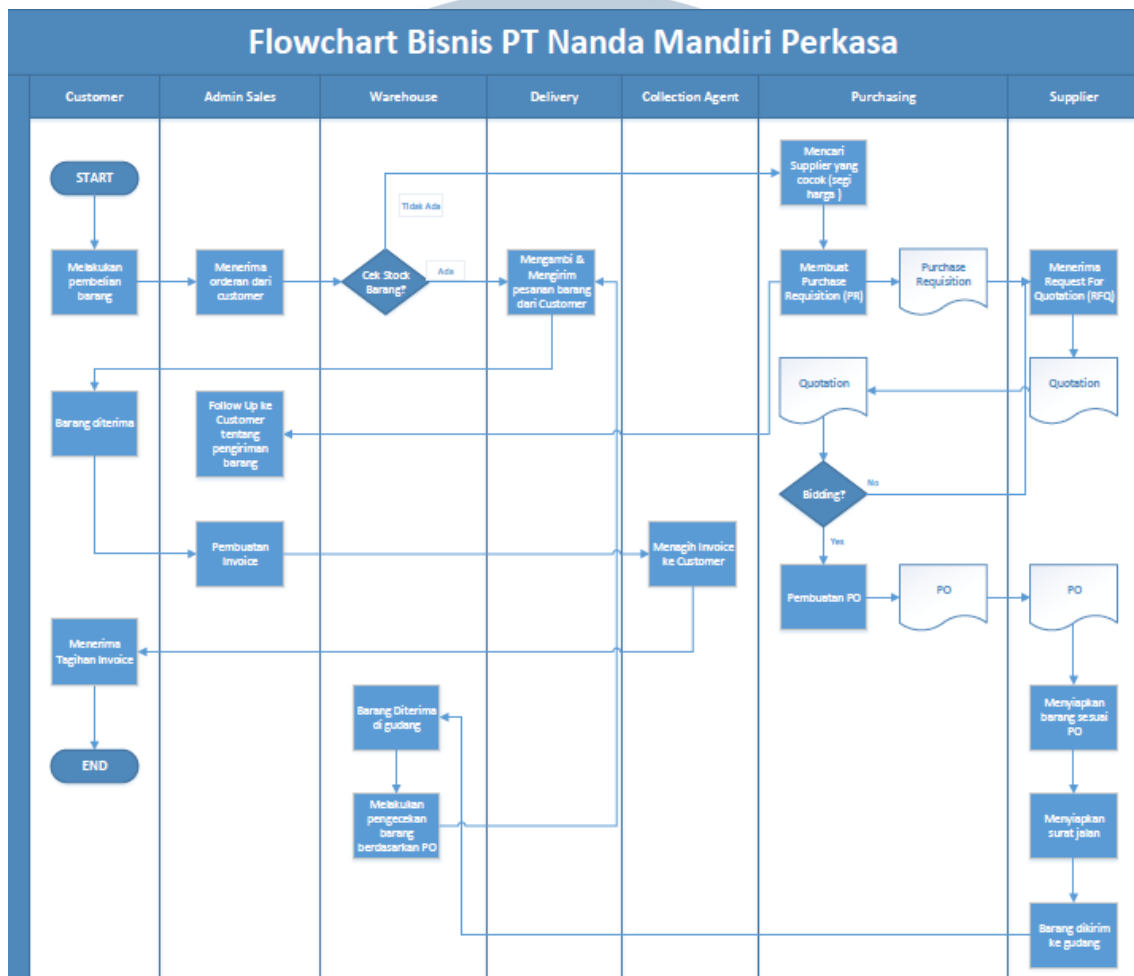 Flowchart Bisnis PT Nanda Mandiri Perkasa
Customer
Admin Sales
Warehouse
Delivery
Collection Agent
Purchasing
Supplier
START
Mencari
Supplier yang
cocok (segi
harga )
Tidak Ada
Melakukan
pembelian
barang
Menerima
orderan dari
customer
Cek Stock
Barang?
Ada
Mengambi &
Mengirim
pesanan barang
dari Customer
Membuat
Purchase
Requisition (PR)
Purchase
Requisition
Menerima
Request For
Quotation (RFQ)
Barang diterima
Follow Up ke
Customer
tentang
pengiriman
barang
Quotation
Quotation
Bidding?
No
Yes
Pembuatan
Invoice
Menagih Invoice
ke Customer
Pembuatan PO
PO
PO
Menerima
Tagihan Invoice
Barang Diterima
di gudang
Menyiapkan
barang sesuai
PO
END
Melakukan
pengecekan
barang
berdasarkan PO
Menyiapkan
surat jalan
Barang dikirim
ke gudang